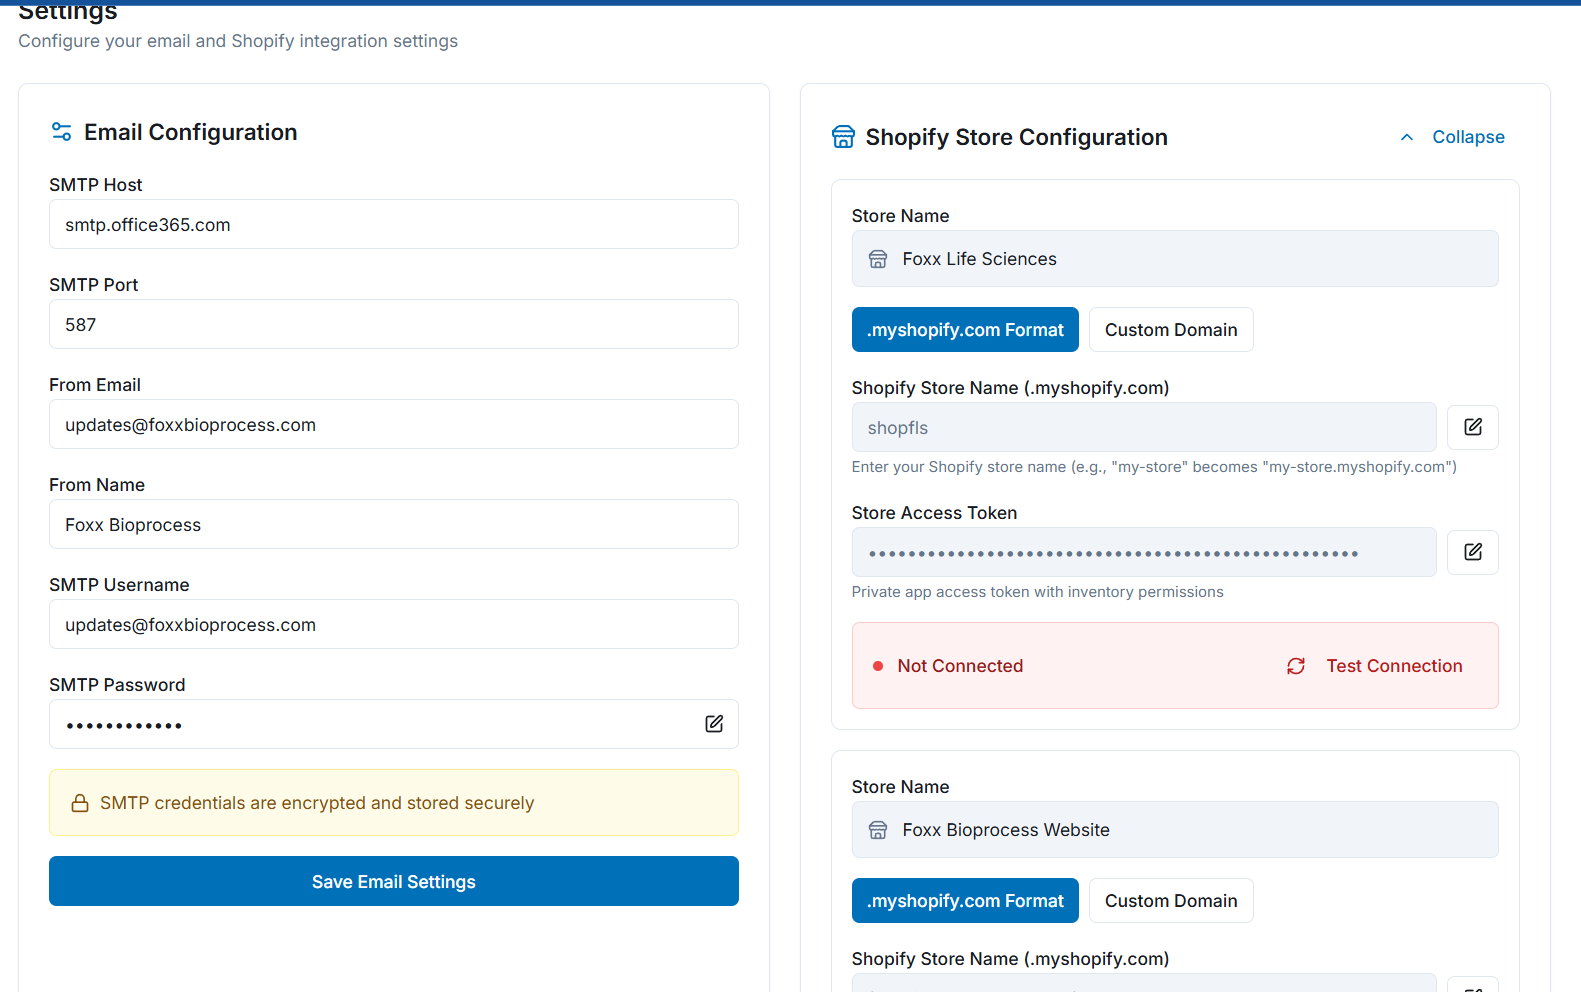 Settings
Configure your email and Shopify integration settings
Email Configuration
SMTP Host
smtp.office365.com
SMTP Port
587
From Email
updates@foxxbioprocess.com
From Name
Foxx Bioprocess
SMTP Username
updates@foxxbioprocess.com
SMTP Password
••••••••••••
SMTP credentials are encrypted and stored securely
Save Email Settings
Shopify Store Configuration
Collapse
Store Name
Foxx Life Sciences
.myshopify.com Format
Custom Domain
Shopify Store Name (.myshopify.com)
shopfls
Enter your Shopify store name (e.g., "my-store" becomes "my-store.myshopify.com")
Store Access Token
••••••••••••••••••••••••••••••••••••••••••••••••••
Private app access token with inventory permissions
Not Connected
Test Connection
Store Name
Foxx Bioprocess Website
.myshopify.com Format
Custom Domain
Shopify Store Name (.myshopify.com)